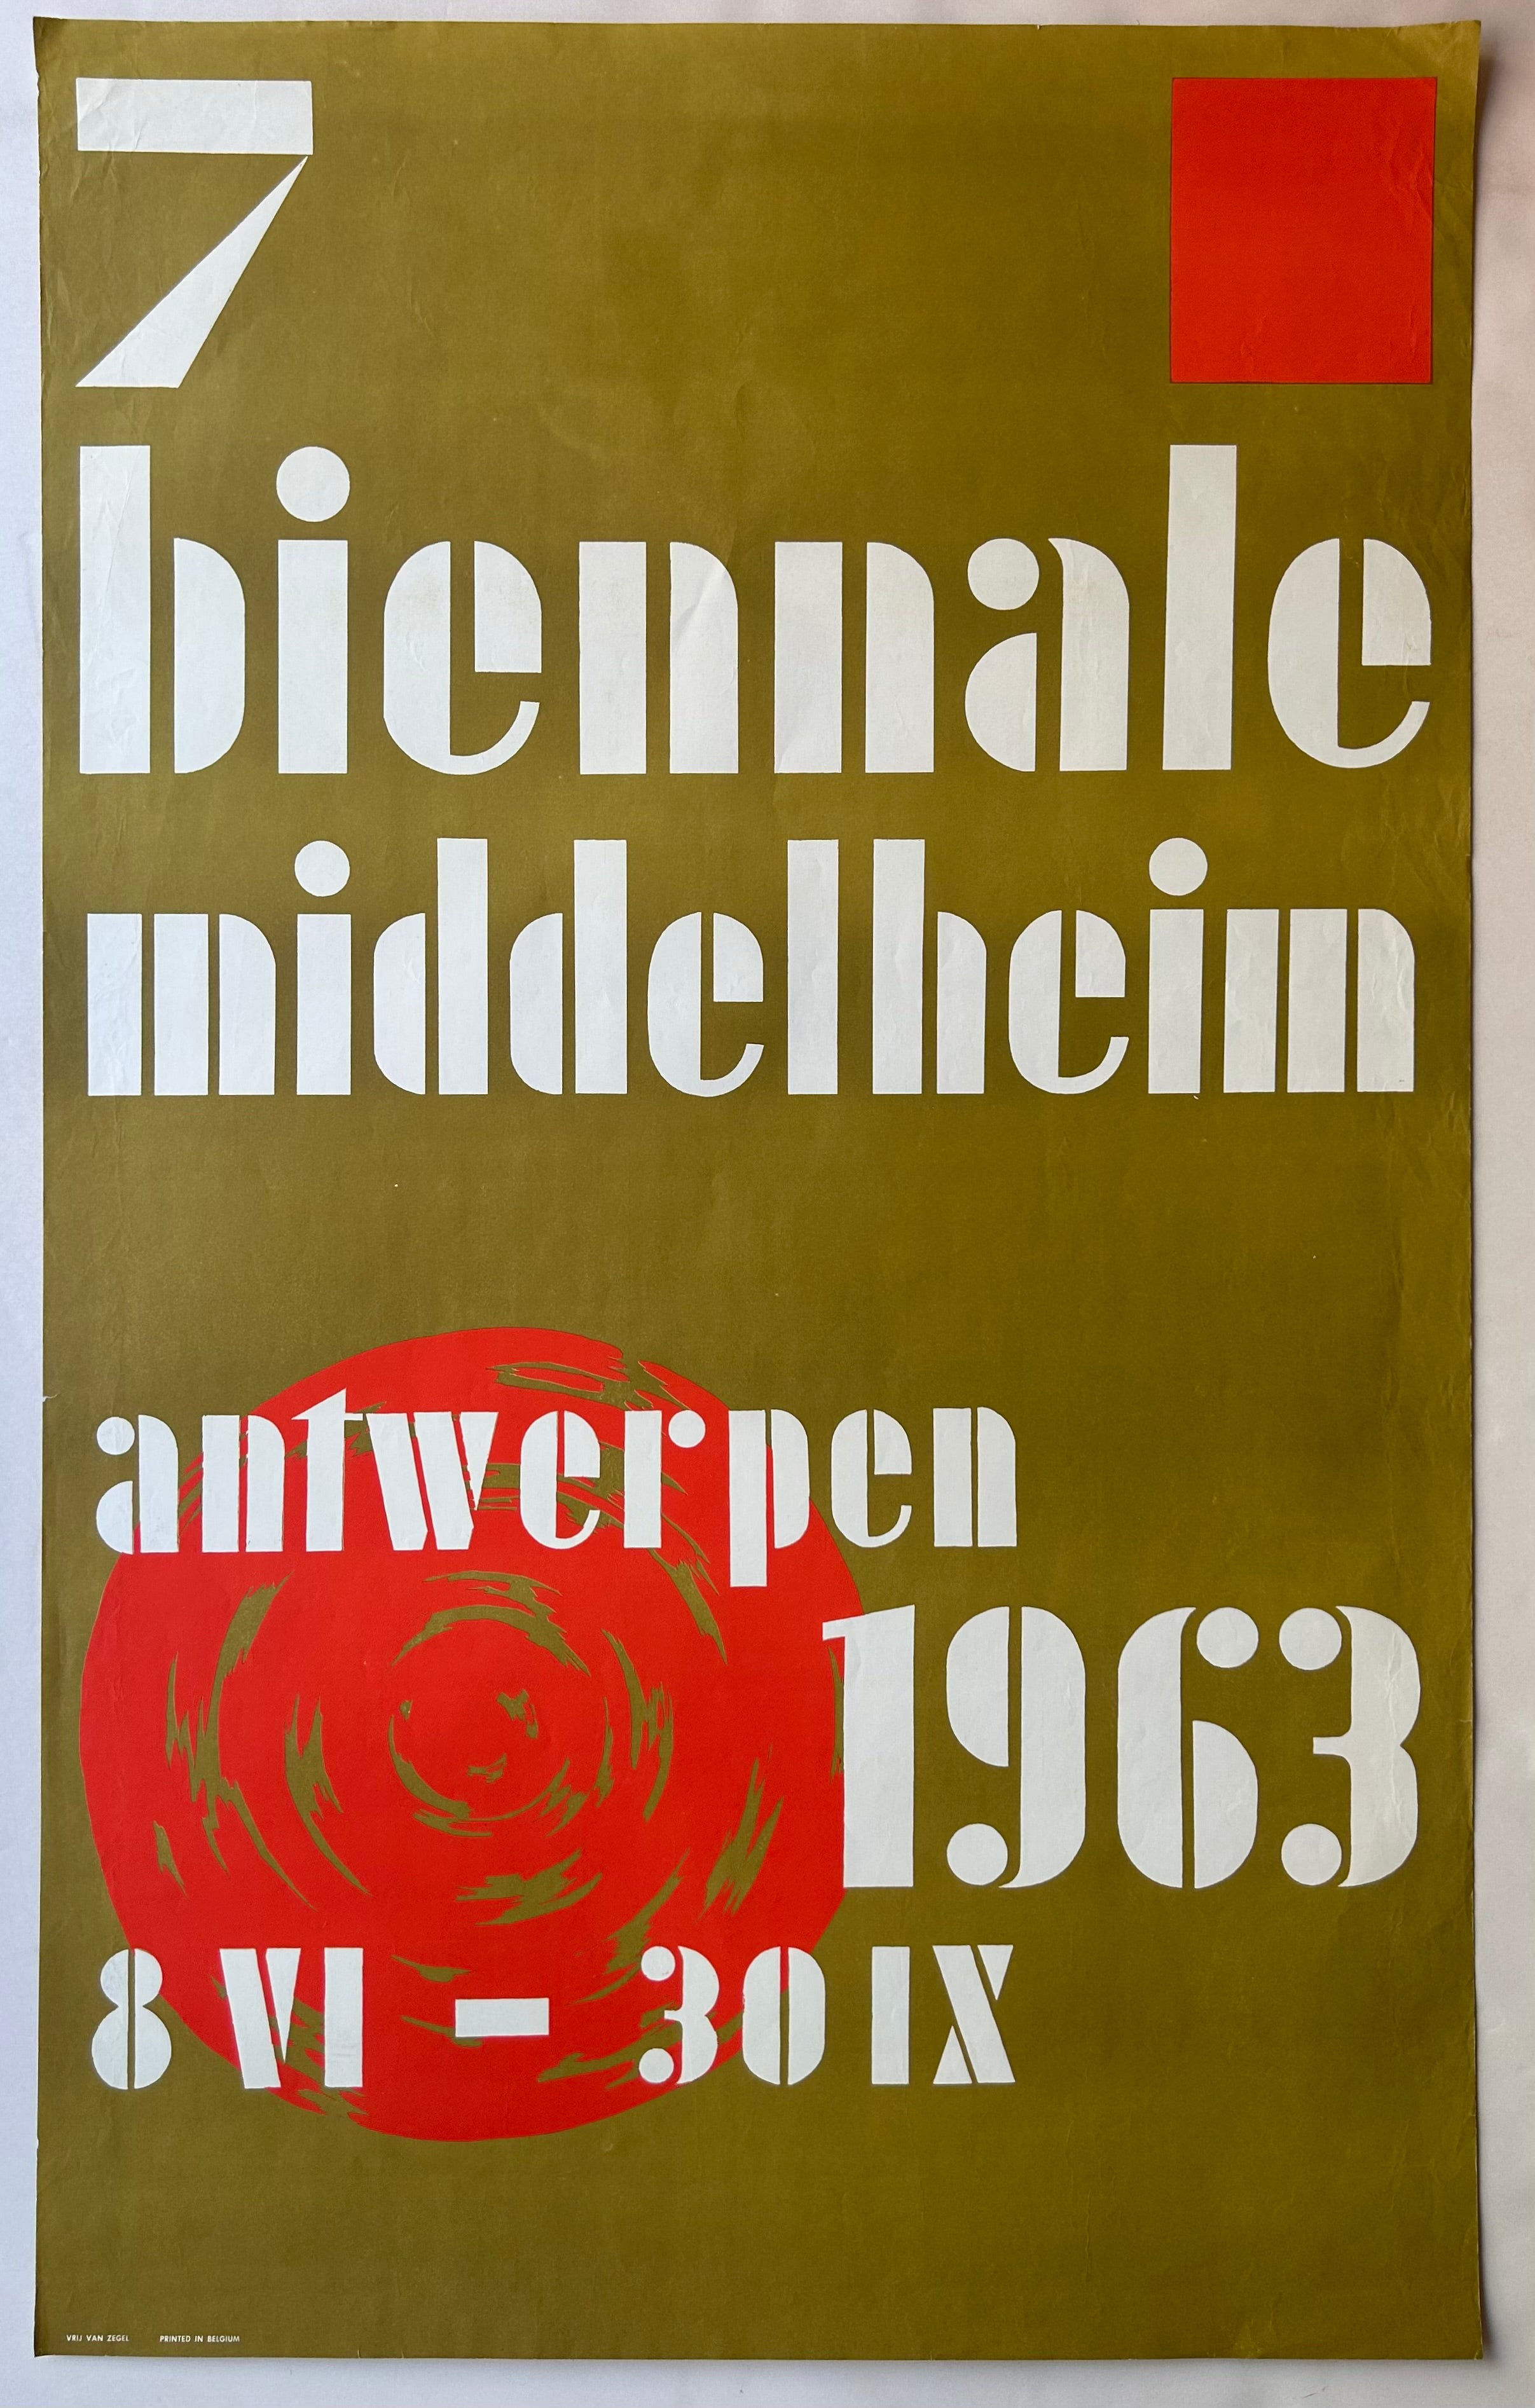 7
biennale
middelheim
antwerpen
1963
8 VI – 30 IX
VRIJ VAN ZEGEL PRINTED IN BELGIUM